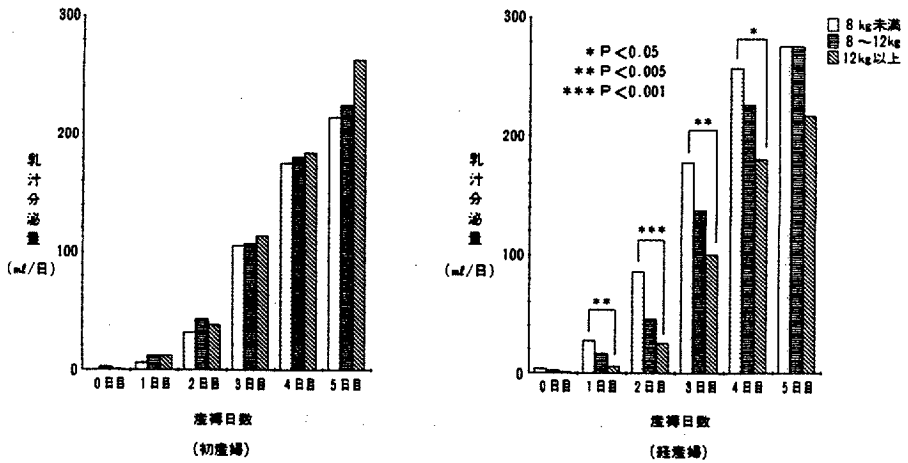 300
200
100
0
乳汁分泌量
(ml/日)
0日目 1日目 2日目 3日目 4日目 5日目
産褥日数
(初産婦)
300
200
100
0
乳汁分泌量
(ml/日)
* P<0.05
** P<0.005
*** P<0.001
**
***
**
*
8kg未満
8~12kg
12kg以上
0日目 1日目 2日目 3日目 4日目 5日目
産褥日数
(経産婦)